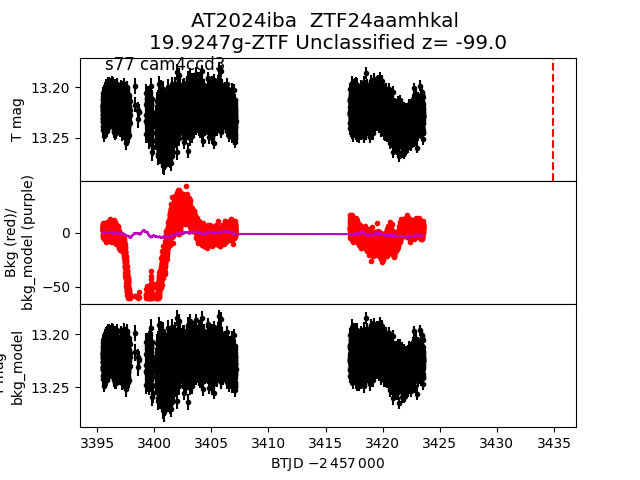 AT2024iba  ZTF24aamhkal
19.9247g-ZTF Unclassified z= -99.0
s77 cam4ccd3
13.20
13.25
T mag
0
−50
Bkg (red)/
bkg_model (purple)
13.20
13.25
mag
bkg_model
3395 3400 3405 3410 3415 3420 3425 3430 3435
BTJD −2 457 000